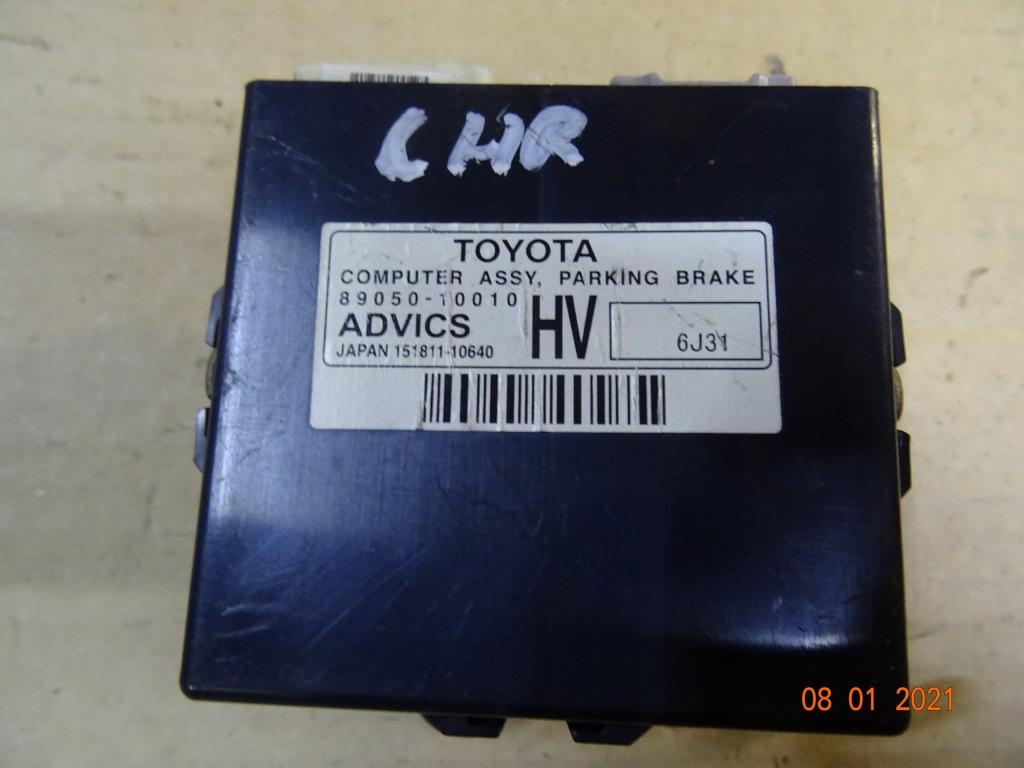 CHR
TOYOTA
COMPUTER ASSY, PARKING BRAKE
89050-10010
ADVICS HV 6J31
JAPAN 151811-10640
08 01 2021